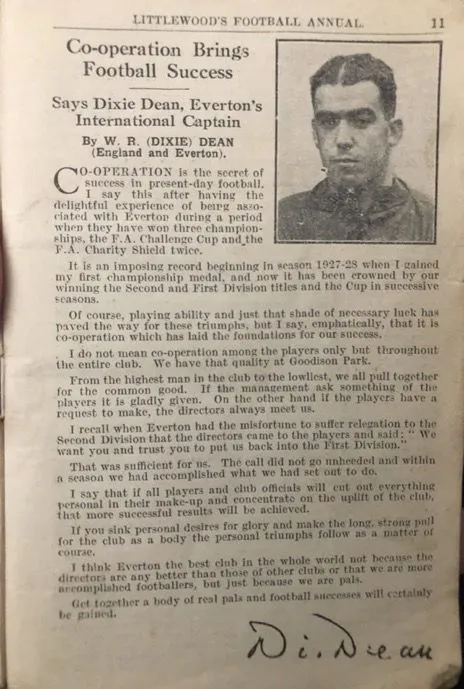 LITTLEWOOD'S FOOTBALL ANNUAL. 11
Co-operation Brings
Football Success
Says Dixie Dean, Everton's
International Captain
By W. R. (DIXIE) DEAN
(England and Everton).
CO-OPERATION is the secret of
success in present-day football.
I say this after having the
delightful experience of being asso-
ciated with Everton during a period
when they have won three champion-
ships, the F.A. Challenge Cup and the
F.A. Charity Shield twice.
It is an imposing record beginning in season 1927-28 when I gained
my first championship medal, and now it has been crowned by our
winning the Second and First Division titles and the Cup in successive
seasons.
Of course, playing ability and just that shade of necessary luck has
paved the way for these triumphs, but I say, emphatically, that it is
co-operation which has laid the foundations for our success.
I do not mean co-operation among the players only but throughout
the entire club. We have that quality at Goodison Park.
From the highest man in the club to the lowliest, we all pull together
for the common good. If the management ask something of the
players it is gladly given. On the other hand if the players have a
request to make, the directors always meet us.
I recall when Everton had the misfortune to suffer relegation to the
Second Division that the directors came to the players and said: " We
want you and trust you to put us back into the First Division."
That was sufficient for us. The call did not go unheeded and within
a season we had accomplished what we had set out to do.
I say that if all players and club officials will cut out everything
personal in their make-up and concentrate on the uplift of the club,
that more successful results will be achieved.
If you sink personal desires for glory and make the long, strong pull
for the club as a body the personal triumphs follow as a matter of
course.
I think Everton the best club in the whole world not because the
directors are any better than those of other clubs or that we are more
accomplished footballers, but just because we are pals.
Get together a body of real pals and football successes will certainly
be gained.
Di. Dean